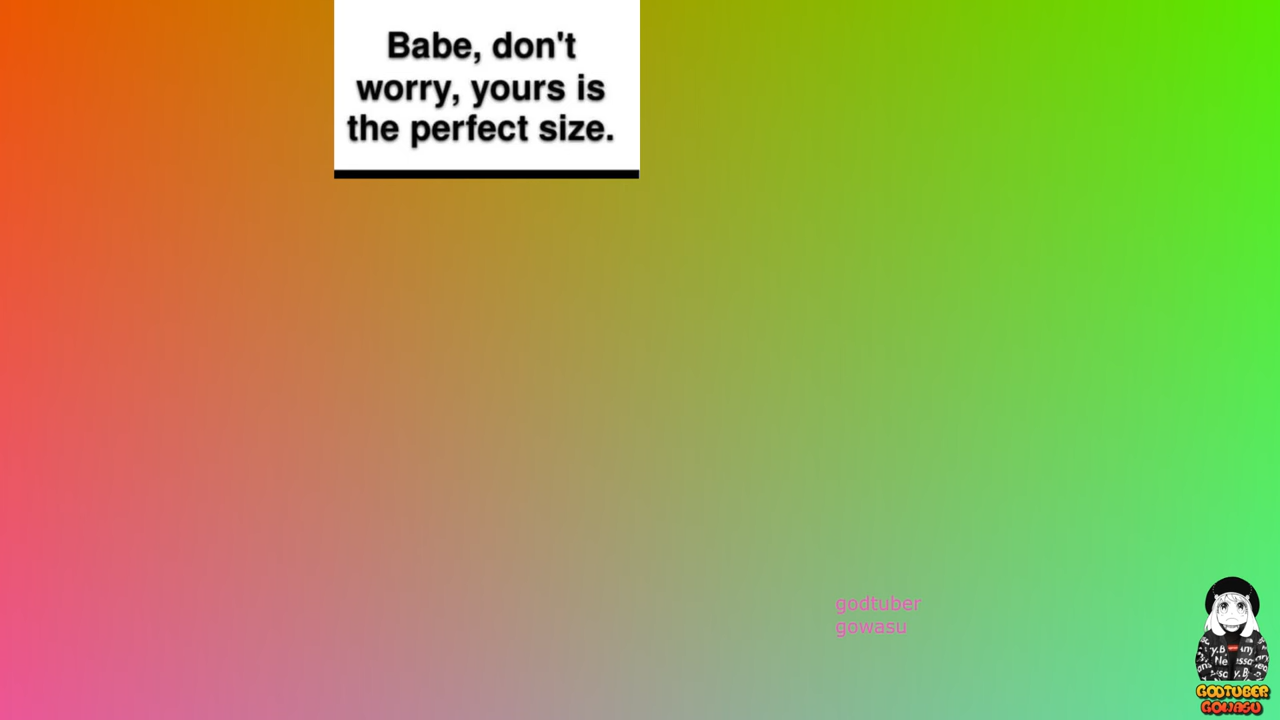 Babe, don't
worry, yours is
the perfect size.
godtuber
gowasu
GODTUBER
GOWASU